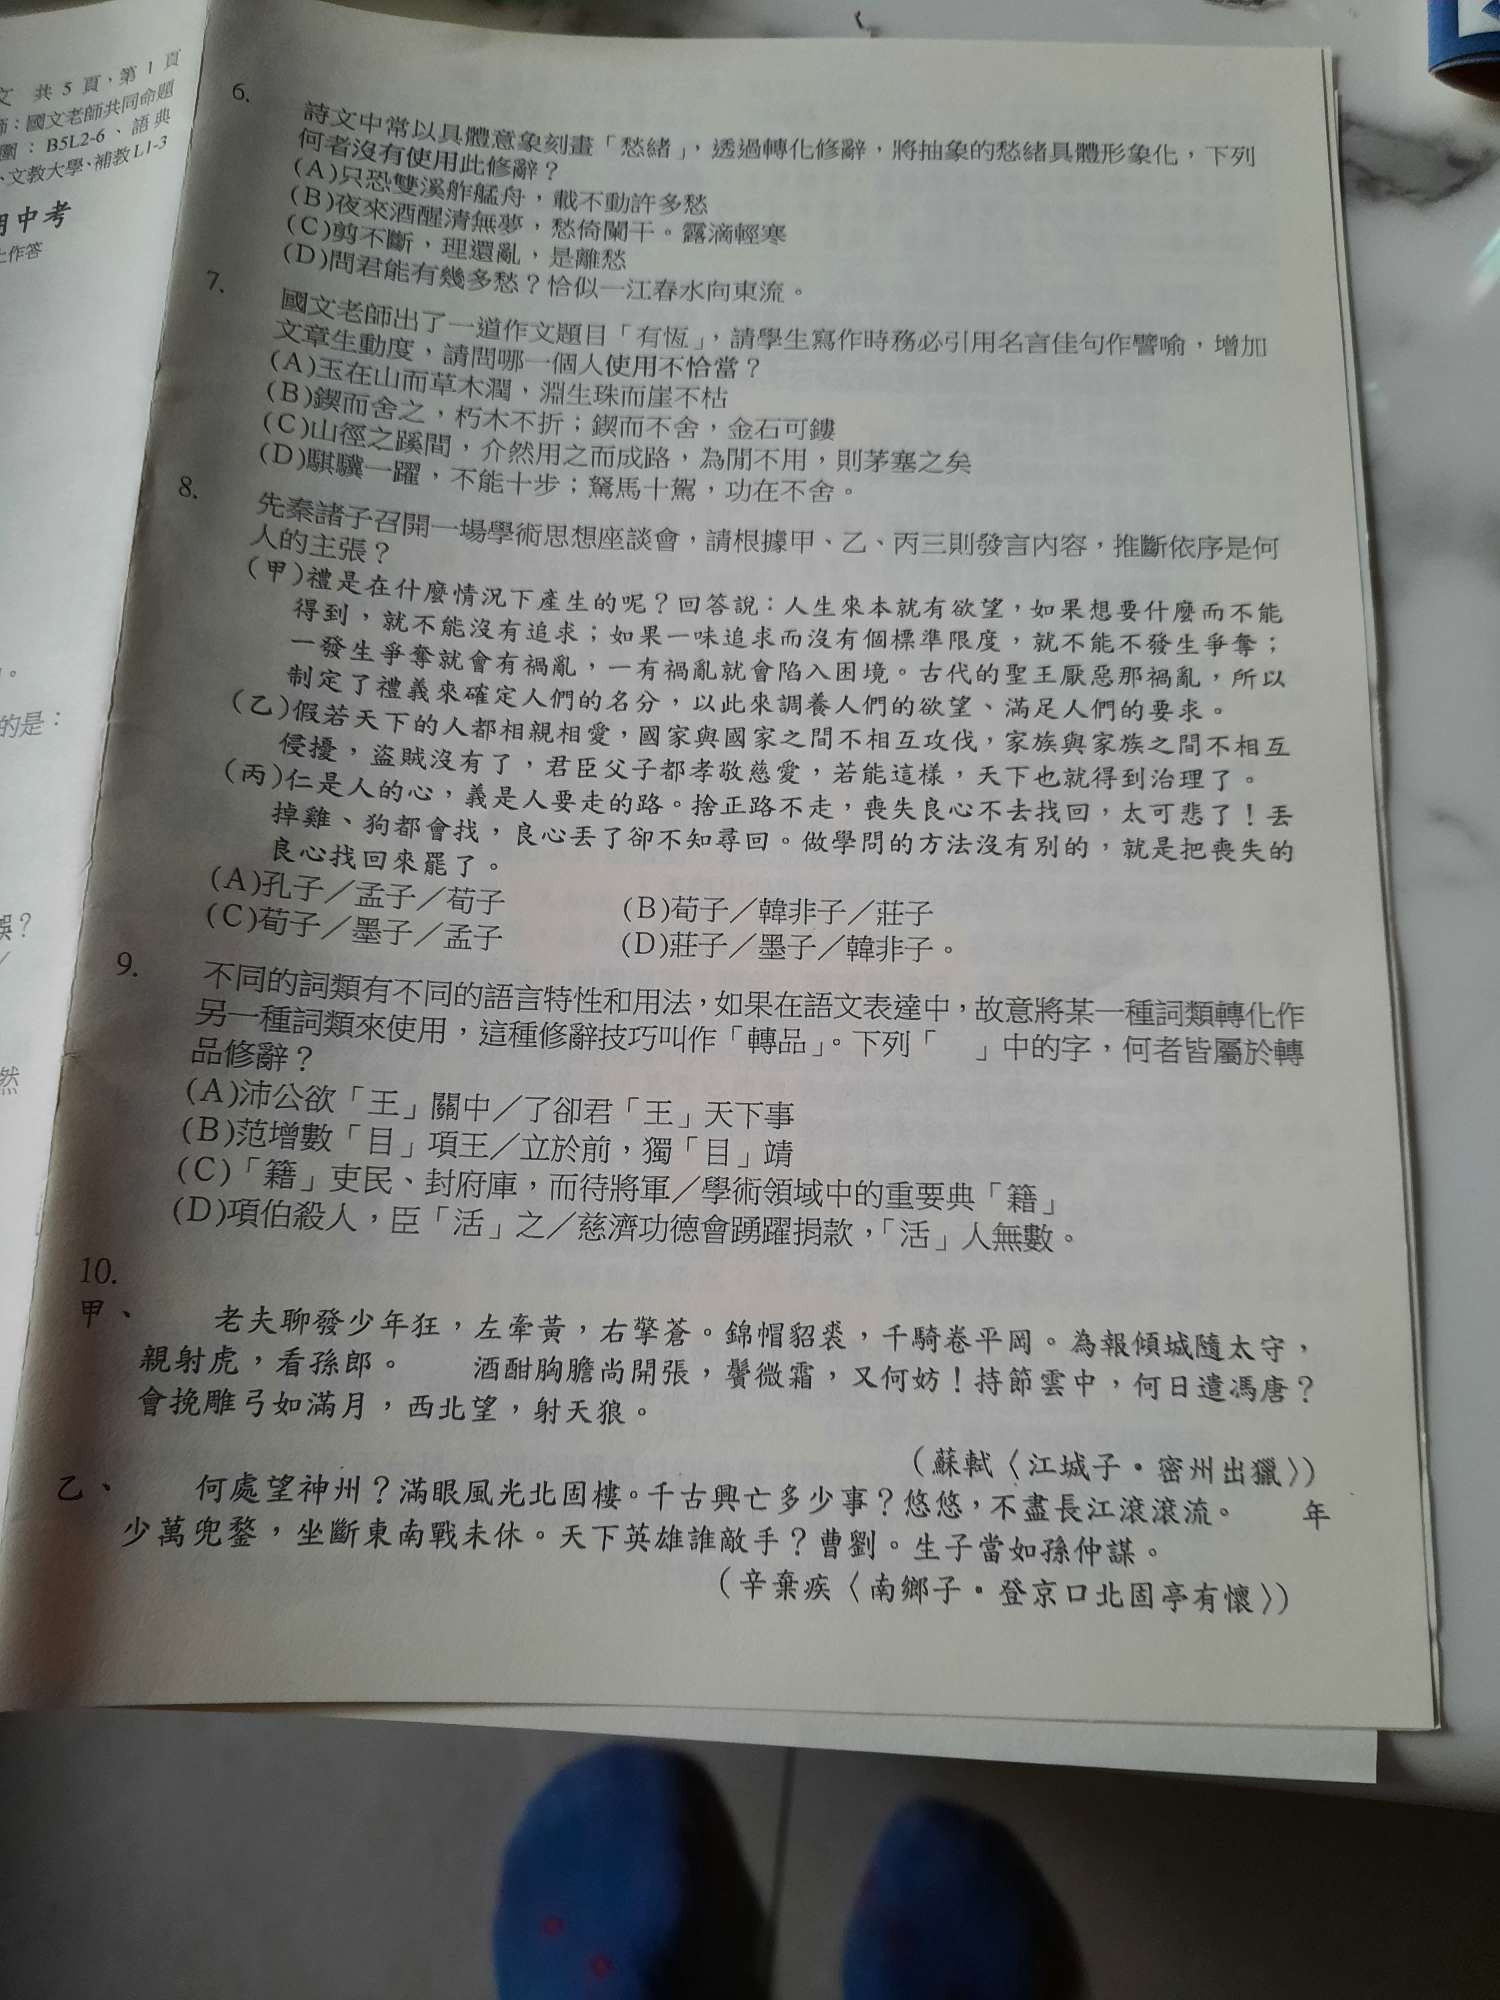 文 共 5 頁，第 1 頁
師：國文老師共同命題
圍：B5L2-6、語典
、文教大學、補教L1-3
期中考
上作答
。
的是：
誤？
然
6.
詩文中常以具體意象刻畫「愁緒」，透過轉化修辭，將抽象的愁緒具體形象化，下列
何者沒有使用此修辭？
(A)只恐雙溪舴艋舟，載不動許多愁
(B)夜來酒醒清無夢，愁倚闌干。露滴輕寒
(C)剪不斷，理還亂，是離愁
(D)問君能有幾多愁？恰似一江春水向東流。
7.
國文老師出了一道作文題目「有恆」，請學生寫作時務必引用名言佳句作譬喻，增加
文章生動度，請問哪一個人使用不恰當？
(A)玉在山而草木潤，淵生珠而崖不枯
(B)鍥而舍之，朽木不折；鍥而不舍，金石可鏤
(C)山徑之蹊間，介然用之而成路，為間不用，則茅塞之矣
(D)騏驥一躍，不能十步；駑馬十駕，功在不舍。
8.
先秦諸子召開一場學術思想座談會，請根據甲、乙、丙三則發言內容，推斷依序是何
人的主張？
(甲)禮是在什麼情況下產生的呢？回答說：人生來本就有欲望，如果想要什麼而不能
得到，就不能沒有追求；如果一味追求而沒有個標準限度，就不能不發生爭奪；
一發生爭奪就會有禍亂，一有禍亂就會陷入困境。古代的聖王厭惡那禍亂，所以
制定了禮義來確定人們的名分，以此來調養人們的欲望、滿足人們的要求。
(乙)假若天下的人都相親相愛，國家與國家之間不相互攻伐，家族與家族之間不相互
侵擾，盜賊沒有了，君臣父子都孝敬慈愛，若能這樣，天下也就得到治理了。
(丙)仁是人的心，義是人要走的路。捨正路不走，喪失良心不去找回，太可悲了！丟
掉雞、狗都會找，良心丟了卻不知尋回。做學問的方法沒有別的，就是把喪失的
良心找回來罷了。
(A)孔子／孟子／荀子 (B)荀子／韓非子／莊子
(C)荀子／墨子／孟子 (D)莊子／墨子／韓非子。
9.
不同的詞類有不同的語言特性和用法，如果在語文表達中，故意將某一種詞類轉化作
另一種詞類來使用，這種修辭技巧叫作「轉品」。下列「　」中的字，何者皆屬於轉
品修辭？
(A)沛公欲「王」關中／了卻君「王」天下事
(B)范增數「目」項王／立於前，獨「目」靖
(C)「籍」吏民、封府庫，而待將軍／學術領域中的重要典「籍」
(D)項伯殺人，臣「活」之／慈濟功德會踴躍捐款，「活」人無數。
10.
甲、 老夫聊發少年狂，左牽黃，右擎蒼。錦帽貂裘，千騎卷平岡。為報傾城隨太守，
親射虎，看孫郎。 酒酣胸膽尚開張，鬢微霜，又何妨！持節雲中，何日遣馮唐？
會挽雕弓如滿月，西北望，射天狼。
(蘇軾〈江城子・密州出獵〉)
乙、 何處望神州？滿眼風光北固樓。千古興亡多少事？悠悠，不盡長江滾滾流。 年
少萬兜鍪，坐斷東南戰未休。天下英雄誰敵手？曹劉。生子當如孫仲謀。
(辛棄疾〈南鄉子・登京口北固亭有懷〉)